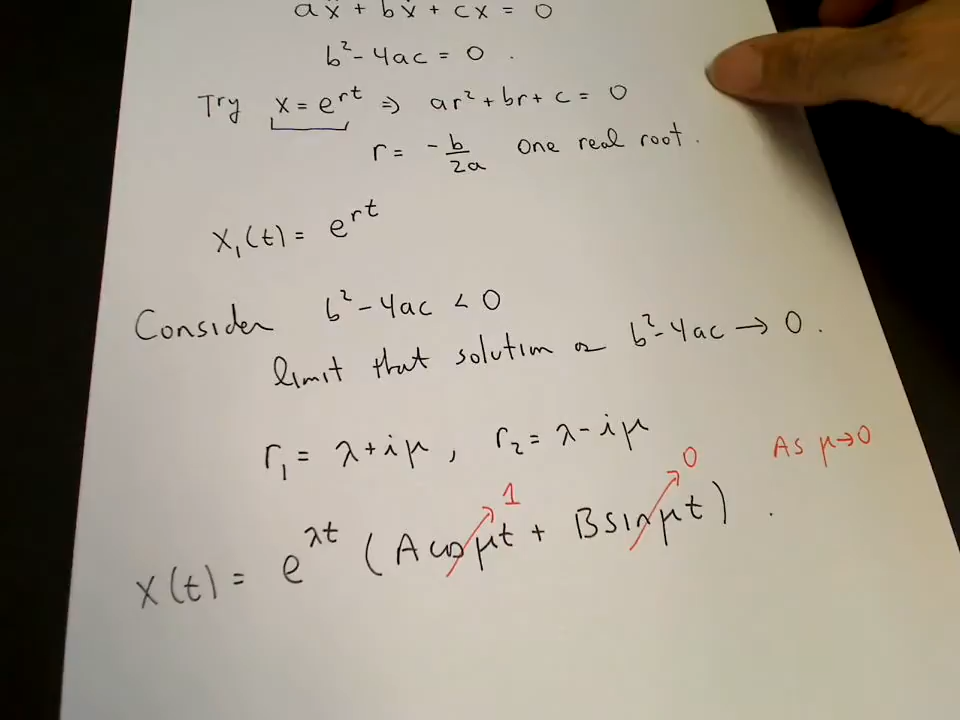 aẍ + bẋ + cx = 0
b² - 4ac = 0 .
Try x = e^{rt} ⇒ ar² + br + c = 0
r = -b/2a one real root.
x₁(t) = e^{rt}
Consider b² - 4ac < 0
limit that solution as b² - 4ac → 0.
r₁ = λ + iμ , r₂ = λ - iμ As μ→0
1 0
x(t) = e^{λt} (A cos μt + B sin μt) .